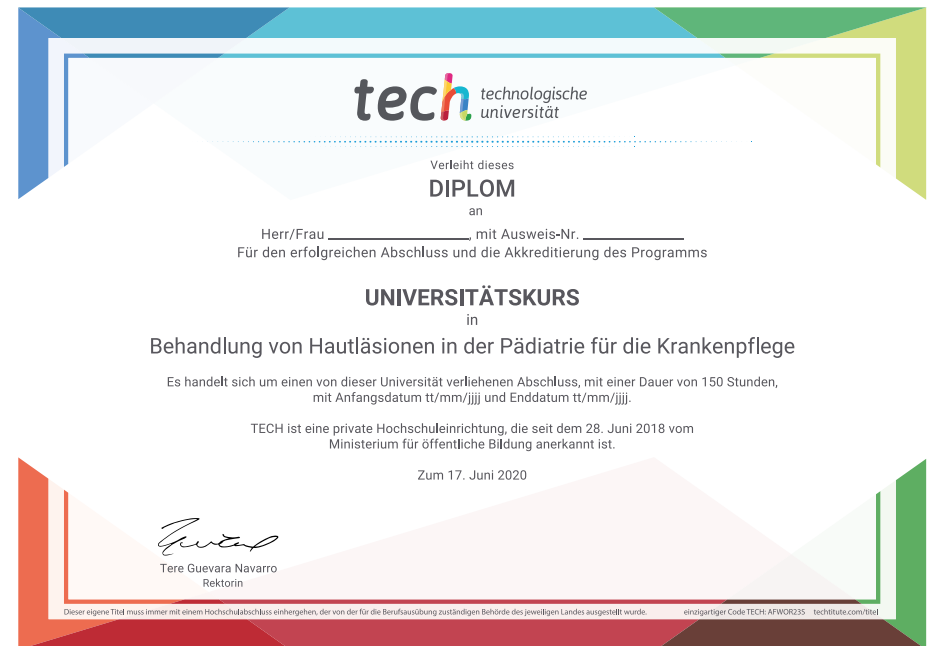 tech technologische
universität
Verleiht dieses
DIPLOM
an
Herr/Frau ____________, mit Ausweis-Nr. ____________
Für den erfolgreichen Abschluss und die Akkreditierung des Programms
UNIVERSITÄTSKURS
in
Behandlung von Hautläsionen in der Pädiatrie für die Krankenpflege
Es handelt sich um einen von dieser Universität verliehenen Abschluss, mit einer Dauer von 150 Stunden,
mit Anfangsdatum tt/mm/jjjj und Enddatum tt/mm/jjjj.
TECH ist eine private Hochschuleinrichtung, die seit dem 28. Juni 2018 vom
Ministerium für öffentliche Bildung anerkannt ist.
Zum 17. Juni 2020
Tere Guevara Navarro
Rektorin
Dieser eigene Titel muss immer mit einem Hochschulabschluss einhergehen, der von der für die Berufsausübung zuständigen Behörde des jeweiligen Landes ausgestellt wurde. einzigartiger Code TECH: AFWOR23S techtitute.com/titel